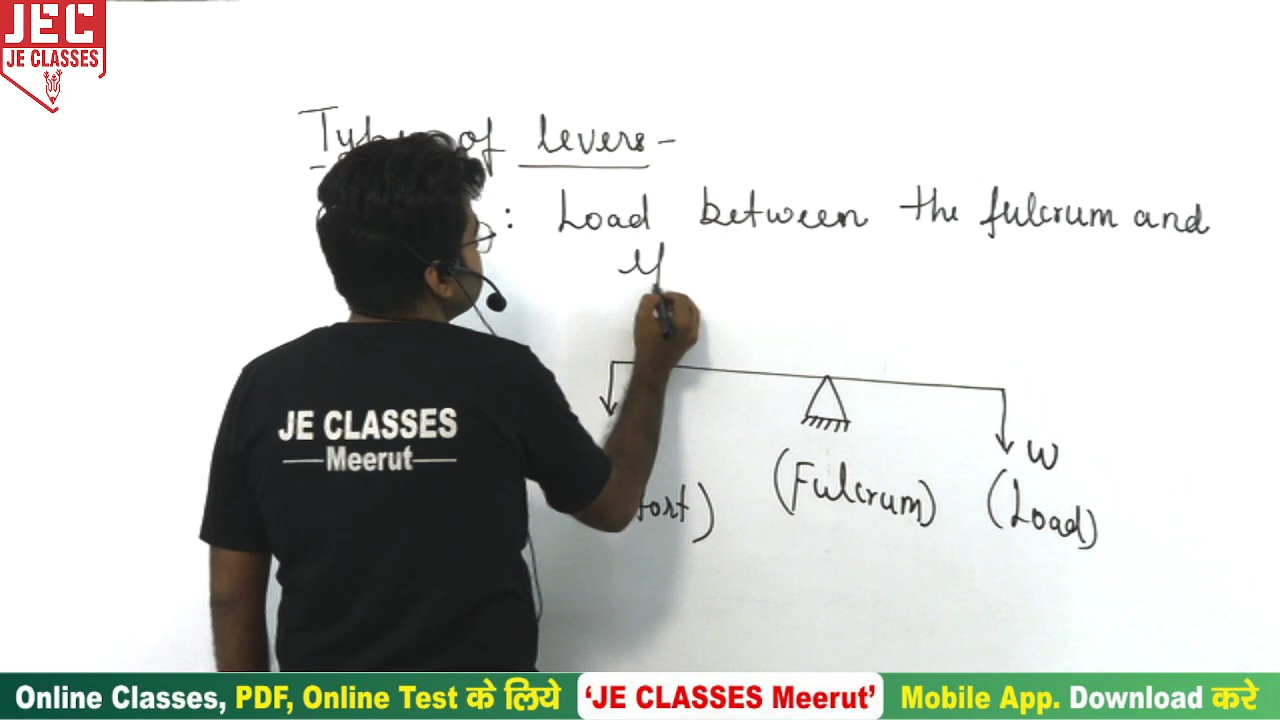 JEC
JE CLASSES
of levers-
: Load between the fulcrum and
W
(Fulcrum)
(Load)
JE CLASSES
Meerut
Online Classes, PDF, Online Test के लिये 'JE CLASSES Meerut' Mobile App. Download करे